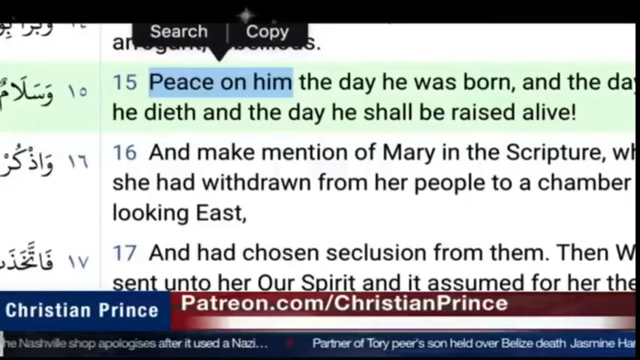 Search Copy
arrogant, rebellious.
وَسَلَامٌ ١٥ 15 Peace on him the day he was born, and the day
he dieth and the day he shall be raised alive!
وَاذْكُرْ ١٦ 16 And make mention of Mary in the Scripture, wh
she had withdrawn from her people to a chamber
looking East,
فَاتَّخَذَتْ ١٧ 17 And had chosen seclusion from them. Then W
sent unto her Our Spirit and it assumed for her the
Christian Prince Patreon.com/ChristianPrince
he Nashville shop apologises after it used a Nazi... Partner of Tory peer's son held over Belize death Jasmine Har